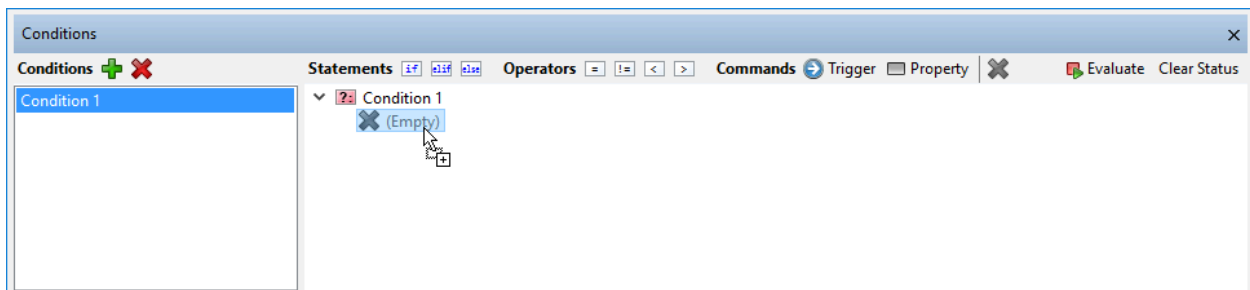 Conditions
Conditions Statements if elif else Operators = != < > Commands Trigger Property Evaluate Clear Status
Condition 1
?: Condition 1
(Empty)